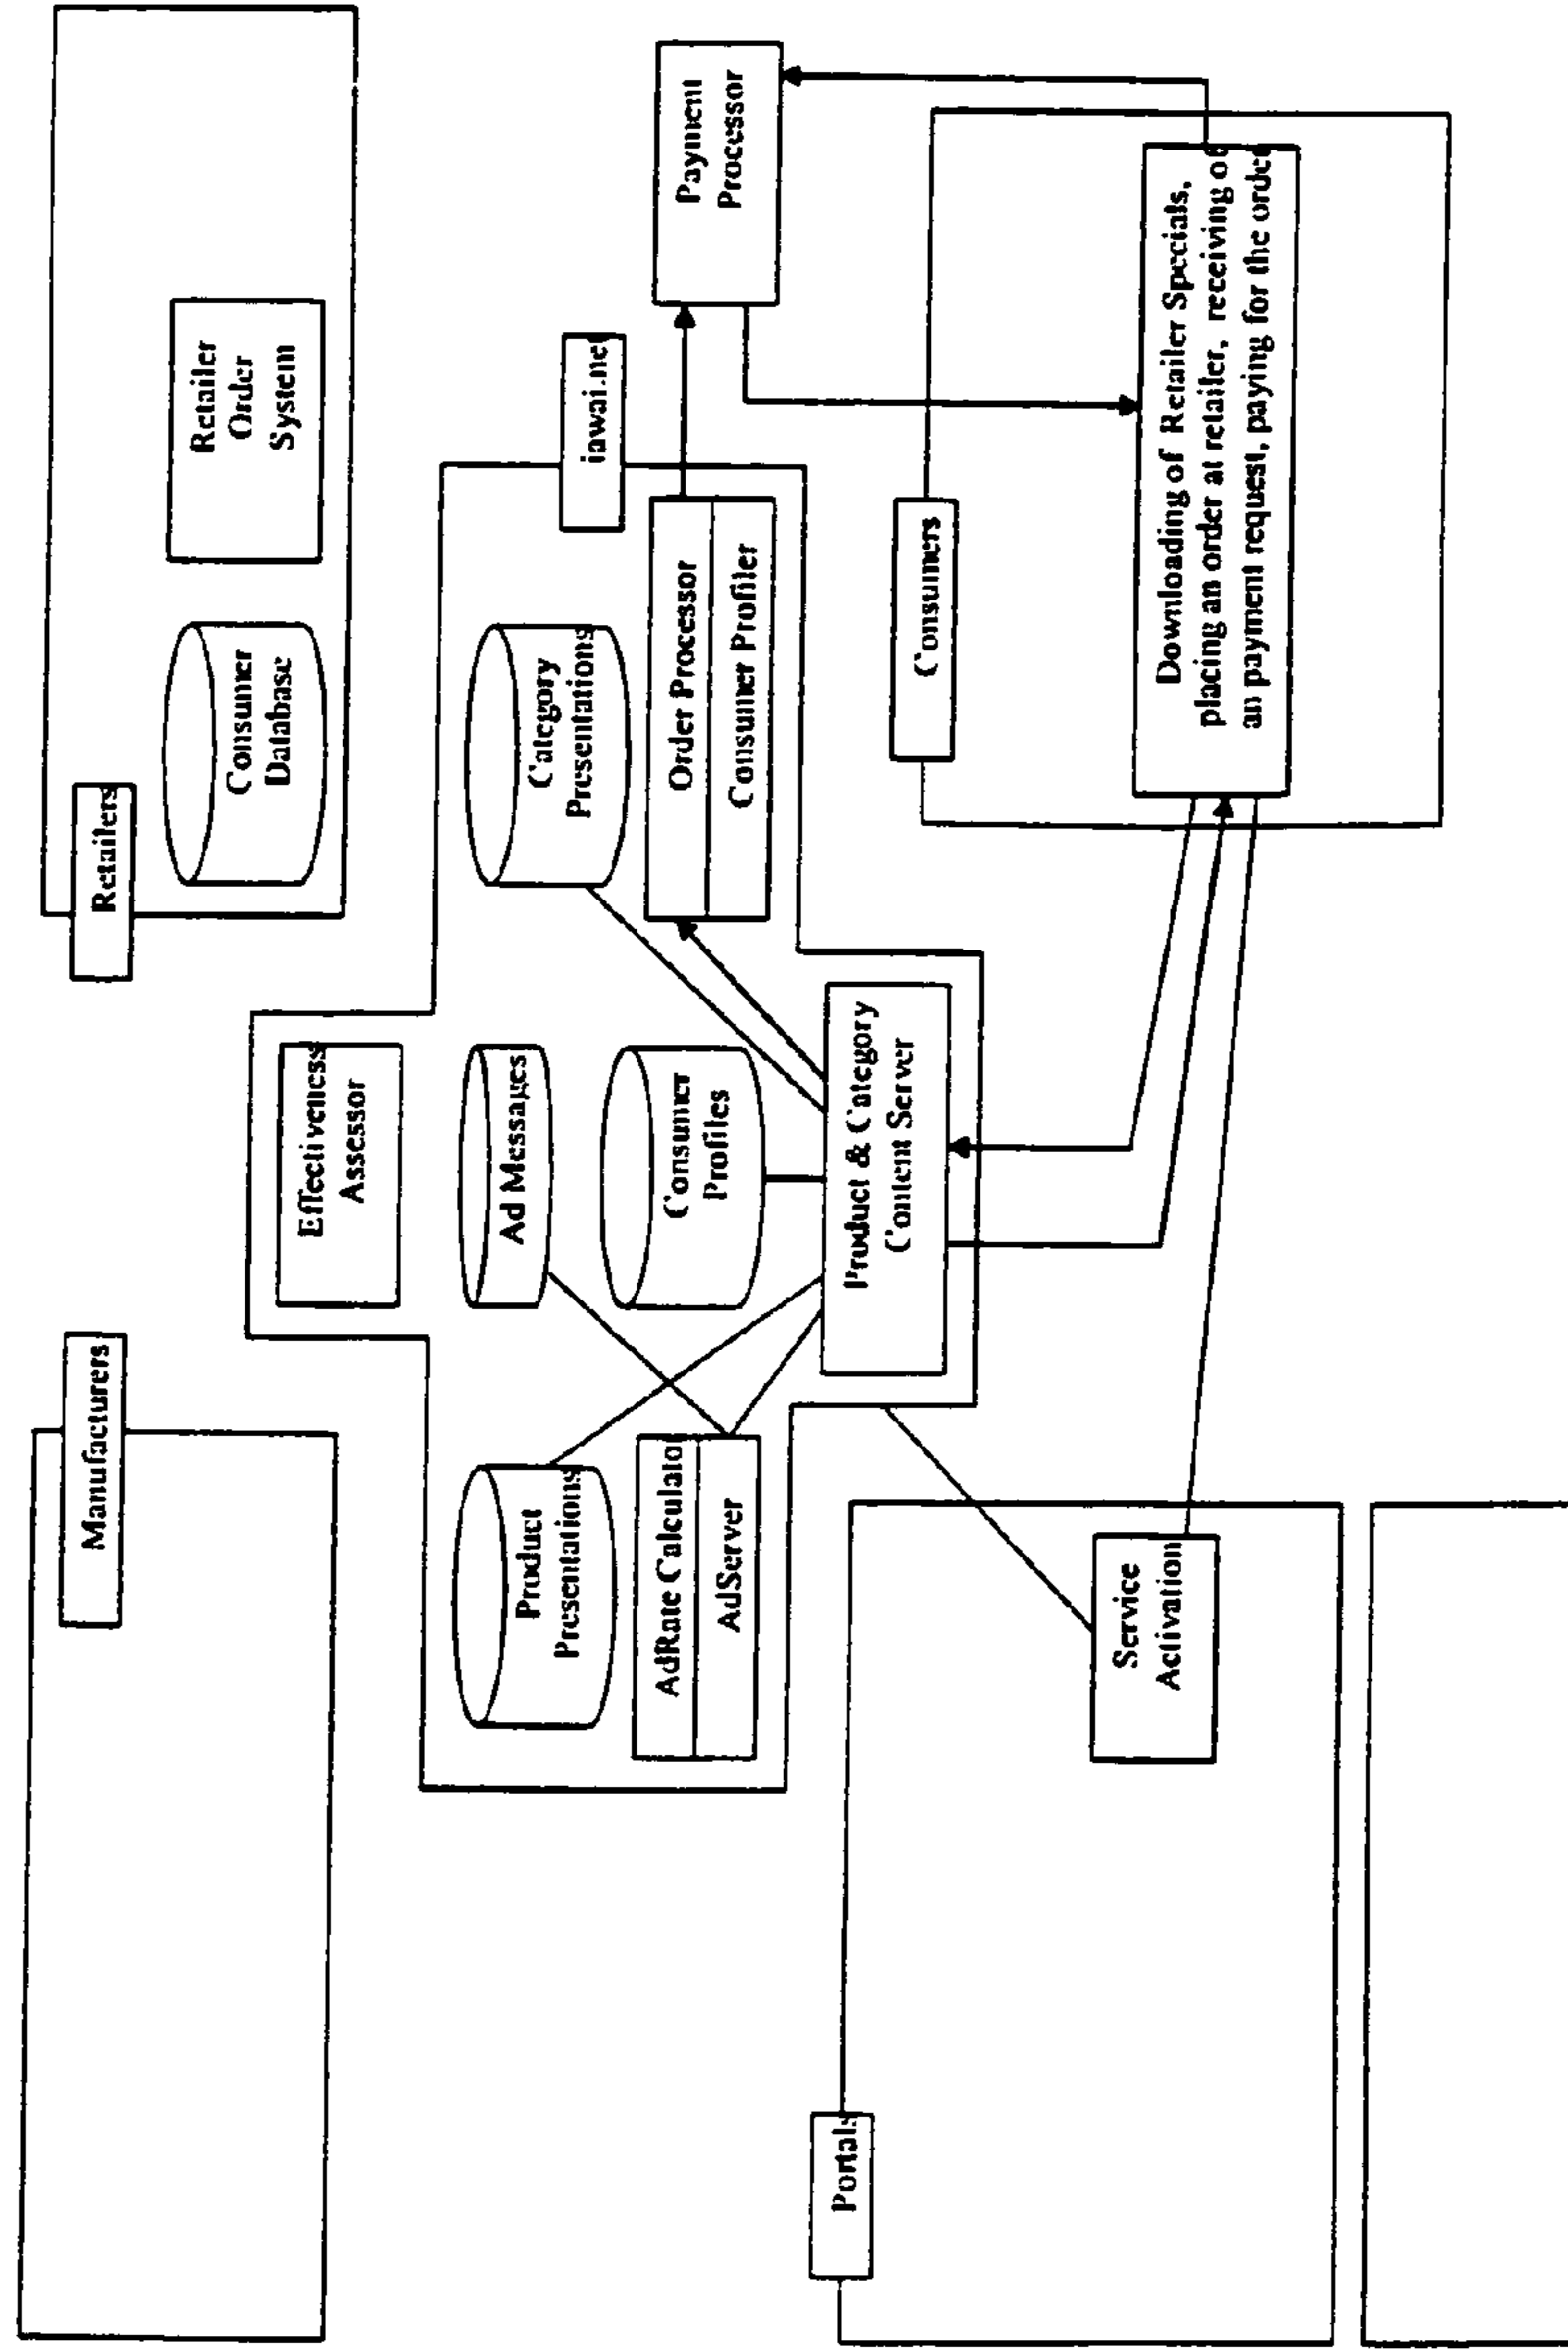 Manufacturers
Retailers
Consumer
Database
Retailer
Order
System
Effectiveness
Assessor
Product
Presentations
Ad Messages
Category
Presentations
iawai.net
AdRate Calculator
AdServer
Consumer
Profiles
Order Processor
Consumer Profiler
Payment
Processor
Product & Category
Content Server
Portals
Consumers
Service
Activation
Downloading of Retailer Specials,
placing an order at retailer, receiving of
an payment request, paying for the order